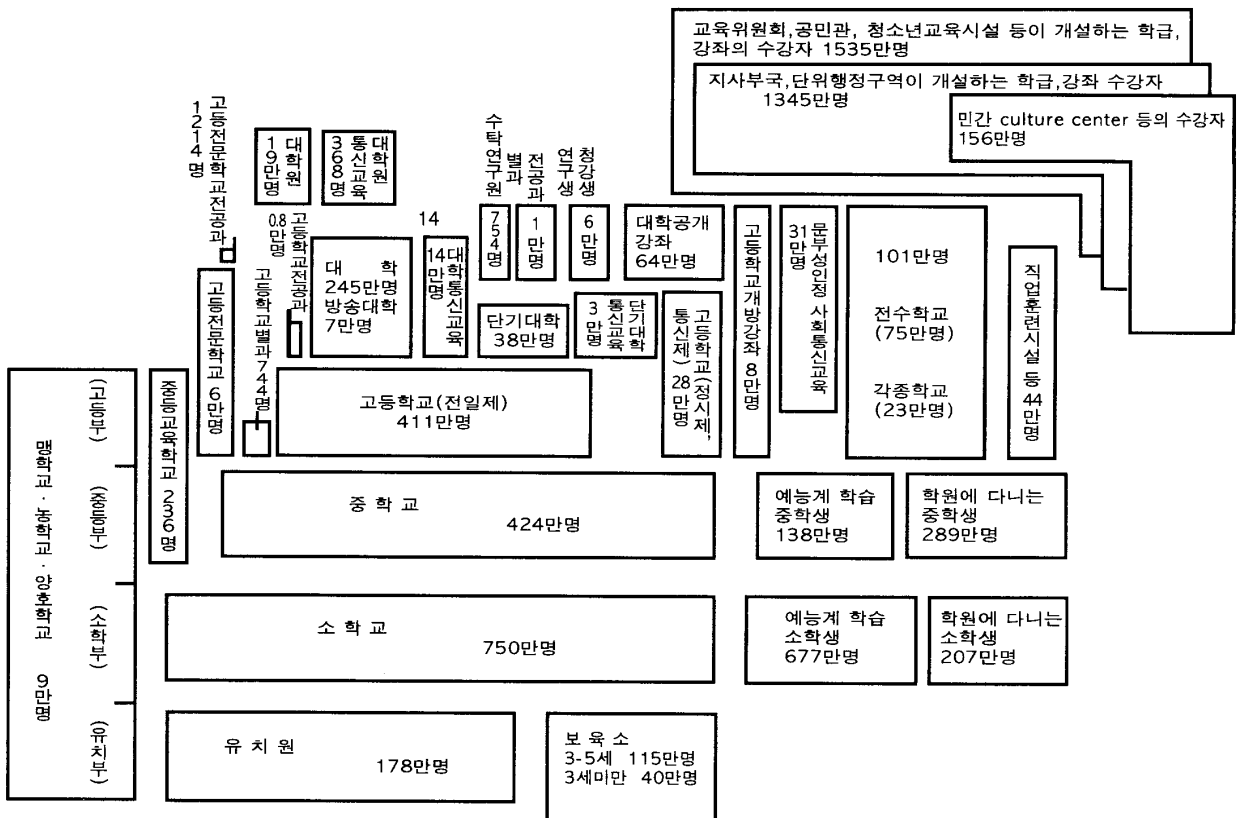 교육위원회,공민관, 청소년교육시설 등이 개설하는 학급,
강좌의 수강자 1535만명
지사부국,단위행정구역이 개설하는 학급,강좌 수강자
1345만명
민간 culture center 등의 수강자
156만명
고등전문학교전공과
1214명
대학원
19만명
대학원
통신교육
368명
수탁연구원
754명
별과
전공과
1만명
연구생
청강생
6만명
대학공개
강좌
64만명
고등학교전공과
0.8만명
대 학
245만명
방송대학
7만명
14
대학통신교육
14만명
단기대학
38만명
단기대학
통신교육
3만명
고등학교(정시제,
통신제) 28만명
고등학교개방강좌 8만명
문부성인정 사회통신교육
31만명
101만명
전수학교
(75만명)
각종학교
(23만명)
직업훈련시설 등 44만명
고등전문학교 6만명
고등학교별과 744명
고등학교(전일제)
411만명
맹학교·농학교·양호학교 9만명
(고등부)
(중등부)
(소학부)
(유치부)
중등교육학교 236명
중 학 교
424만명
예능계 학습
중학생
138만명
학원에 다니는
중학생
289만명
소 학 교
750만명
예능계 학습
소학생
677만명
학원에 다니는
소학생
207만명
유 치 원
178만명
보 육 소
3-5세 115만명
3세미만 40만명